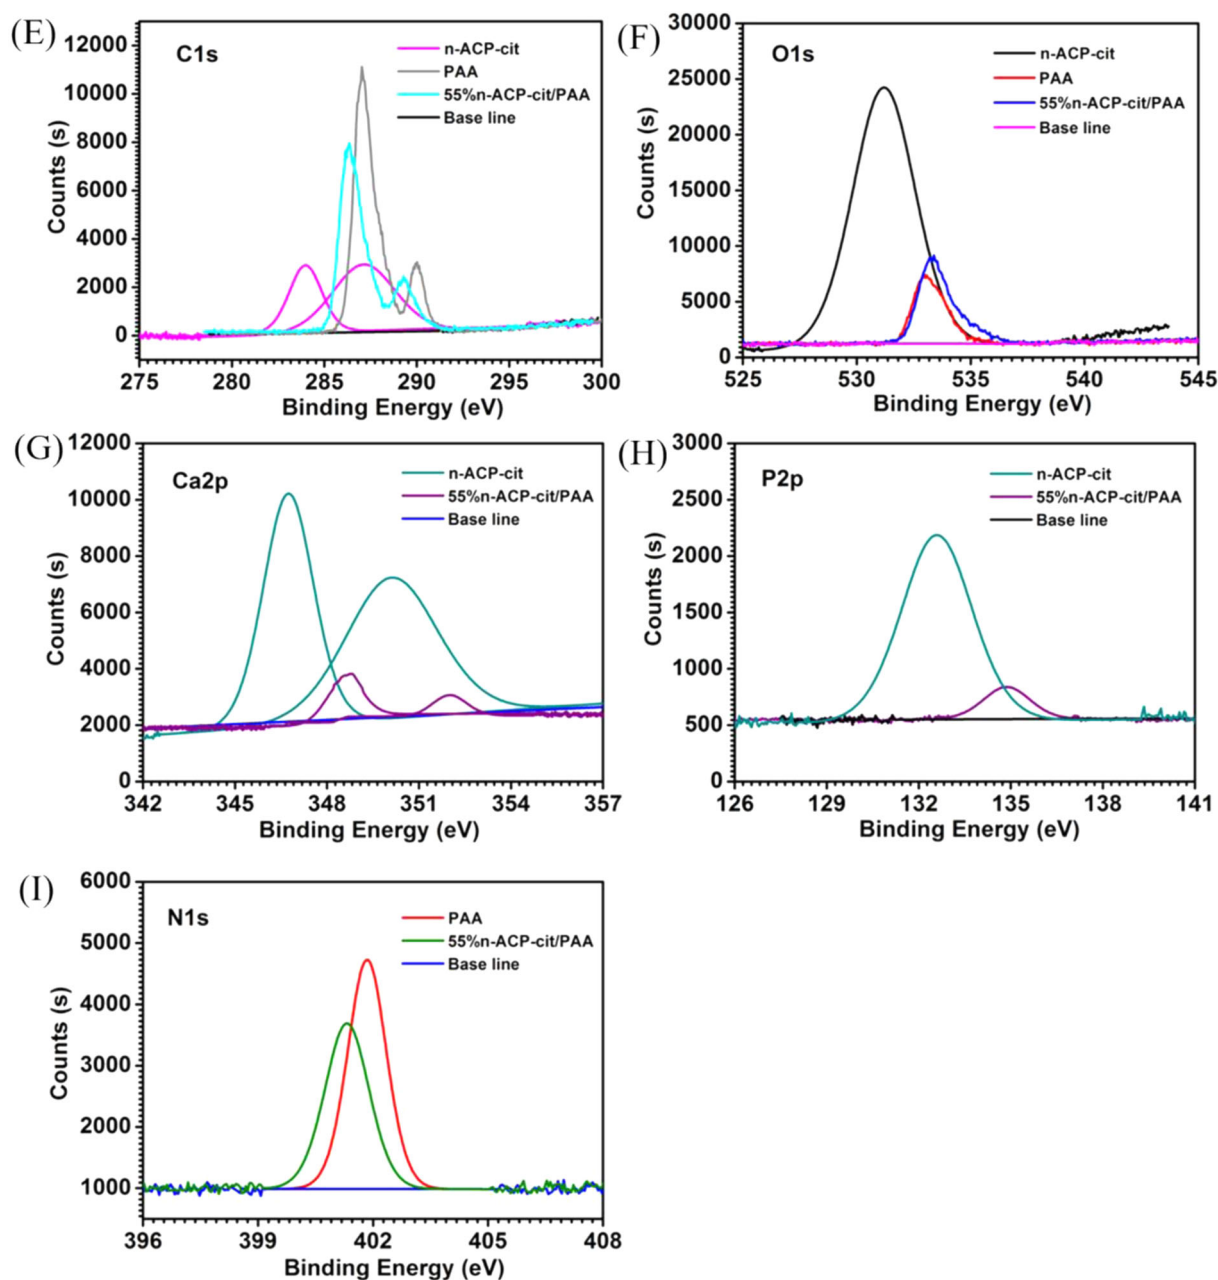 (E)
C1s
n-ACP-cit
PAA
55%n-ACP-cit/PAA
Base line
Counts (s)
12000
10000
8000
6000
4000
2000
0
275 280 285 290 295 300
Binding Energy (eV)
(F)
O1s
n-ACP-cit
PAA
55%n-ACP-cit/PAA
Base line
Counts (s)
30000
25000
20000
15000
10000
5000
0
525 530 535 540 545
Binding Energy (eV)
(G)
Ca2p
n-ACP-cit
55%n-ACP-cit/PAA
Base line
Counts (s)
12000
10000
8000
6000
4000
2000
0
342 345 348 351 354 357
Binding Energy (eV)
(H)
P2p
n-ACP-cit
55%n-ACP-cit/PAA
Base line
Counts (s)
3000
2500
2000
1500
1000
500
0
126 129 132 135 138 141
Binding Energy (eV)
(I)
N1s
PAA
55%n-ACP-cit/PAA
Base line
Counts (s)
6000
5000
4000
3000
2000
1000
396 399 402 405 408
Binding Energy (eV)